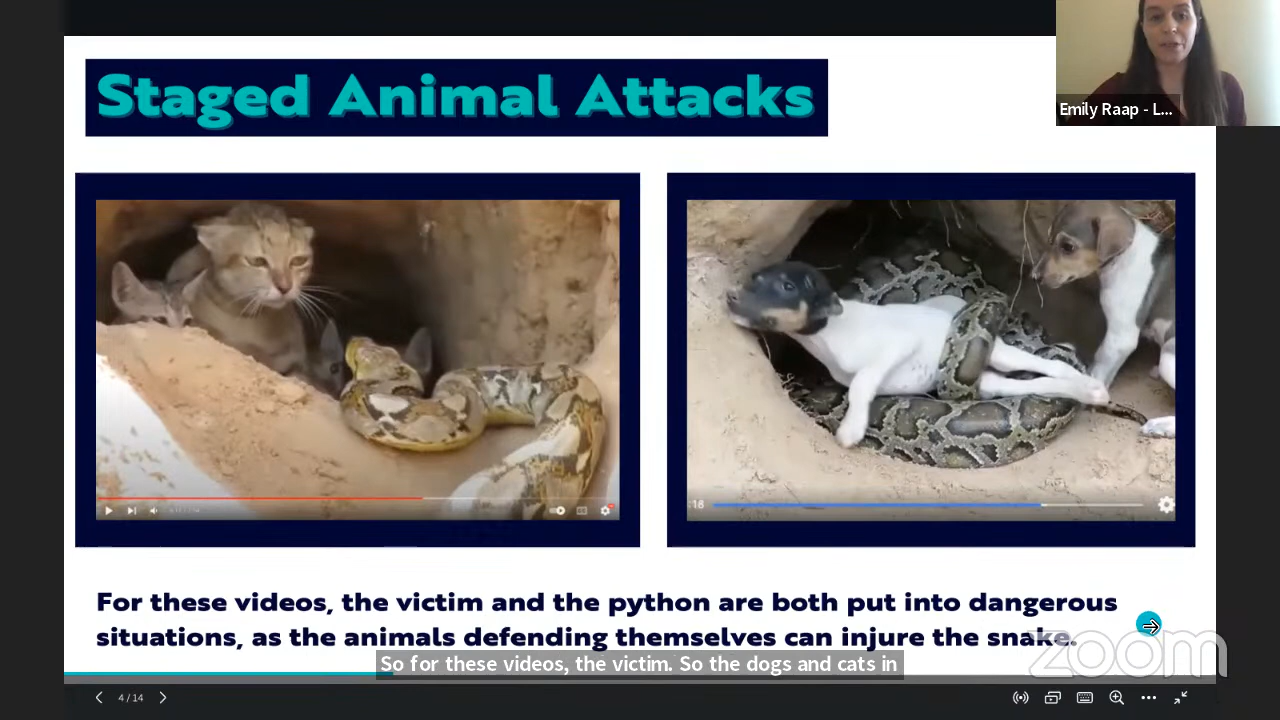 Staged Animal Attacks
Emily Raap - L...
:18
For these videos, the victim and the python are both put into dangerous
situations, as the animals defending themselves can injure the snake.
zoom
So for these videos, the victim. So the dogs and cats in
4 / 14